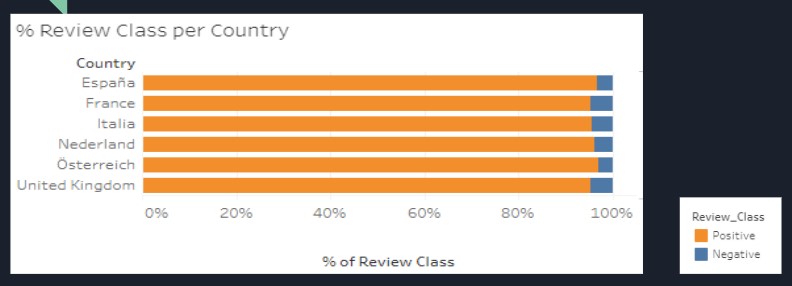 % Review Class per Country
Country
España
France
Italia
Nederland
Österreich
United Kingdom
0% 20% 40% 60% 80% 100%
% of Review Class
Review_Class
Positive
Negative